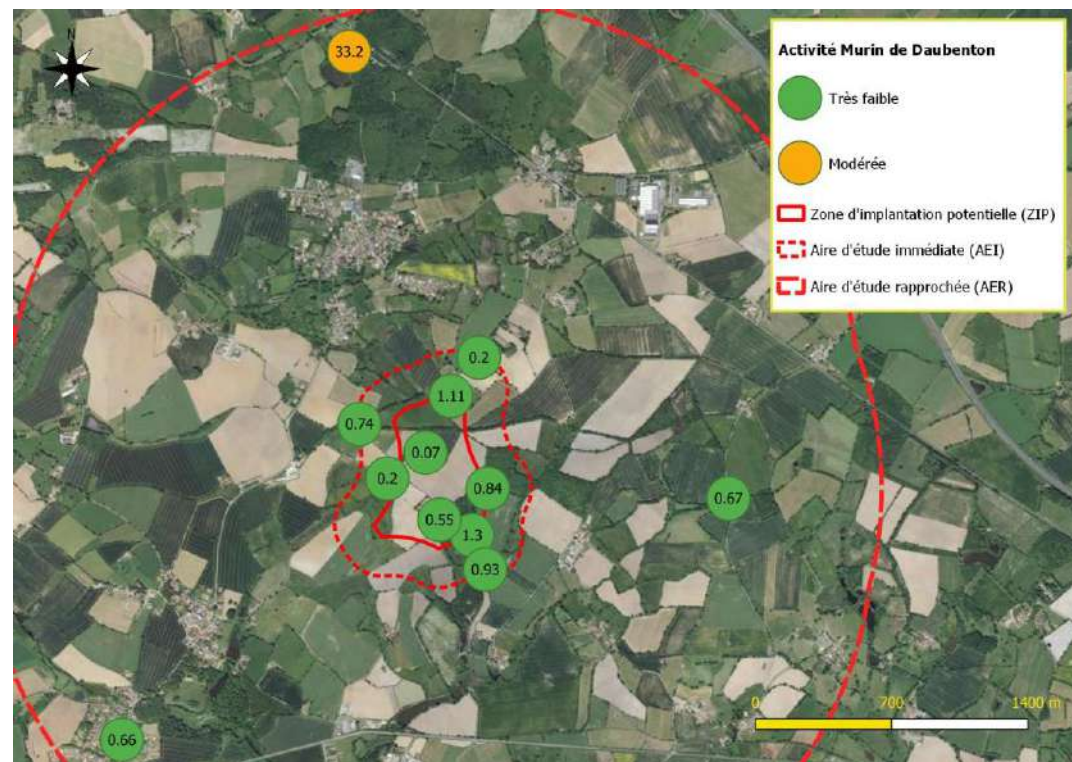 N
33.2
Activité Murin de Daubenton
Très faible
Modérée
Zone d'implantation potentielle (ZIP)
Aire d'étude immédiate (AEI)
Aire d'étude rapprochée (AER)
0.2
1.11
0.74
0.07
0.2
0.84
0.67
0.55
1.3
0.93
0.66
0 700 1400 m